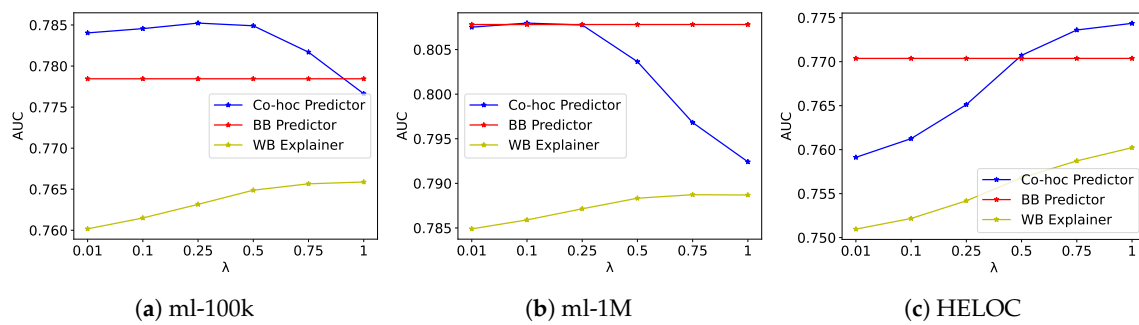 0.785
0.780
0.775
0.770
0.765
0.760
AUC
Co-hoc Predictor
BB Predictor
WB Explainer
0.01 0.1 0.25 0.5 0.75 1
λ
(a) ml-100k
0.805
0.800
0.795
0.790
0.785
AUC
Co-hoc Predictor
BB Predictor
WB Explainer
0.01 0.1 0.25 0.5 0.75 1
λ
(b) ml-1M
0.775
0.770
0.765
0.760
0.755
0.750
AUC
Co-hoc Predictor
BB Predictor
WB Explainer
0.01 0.1 0.25 0.5 0.75 1
λ
(c) HELOC